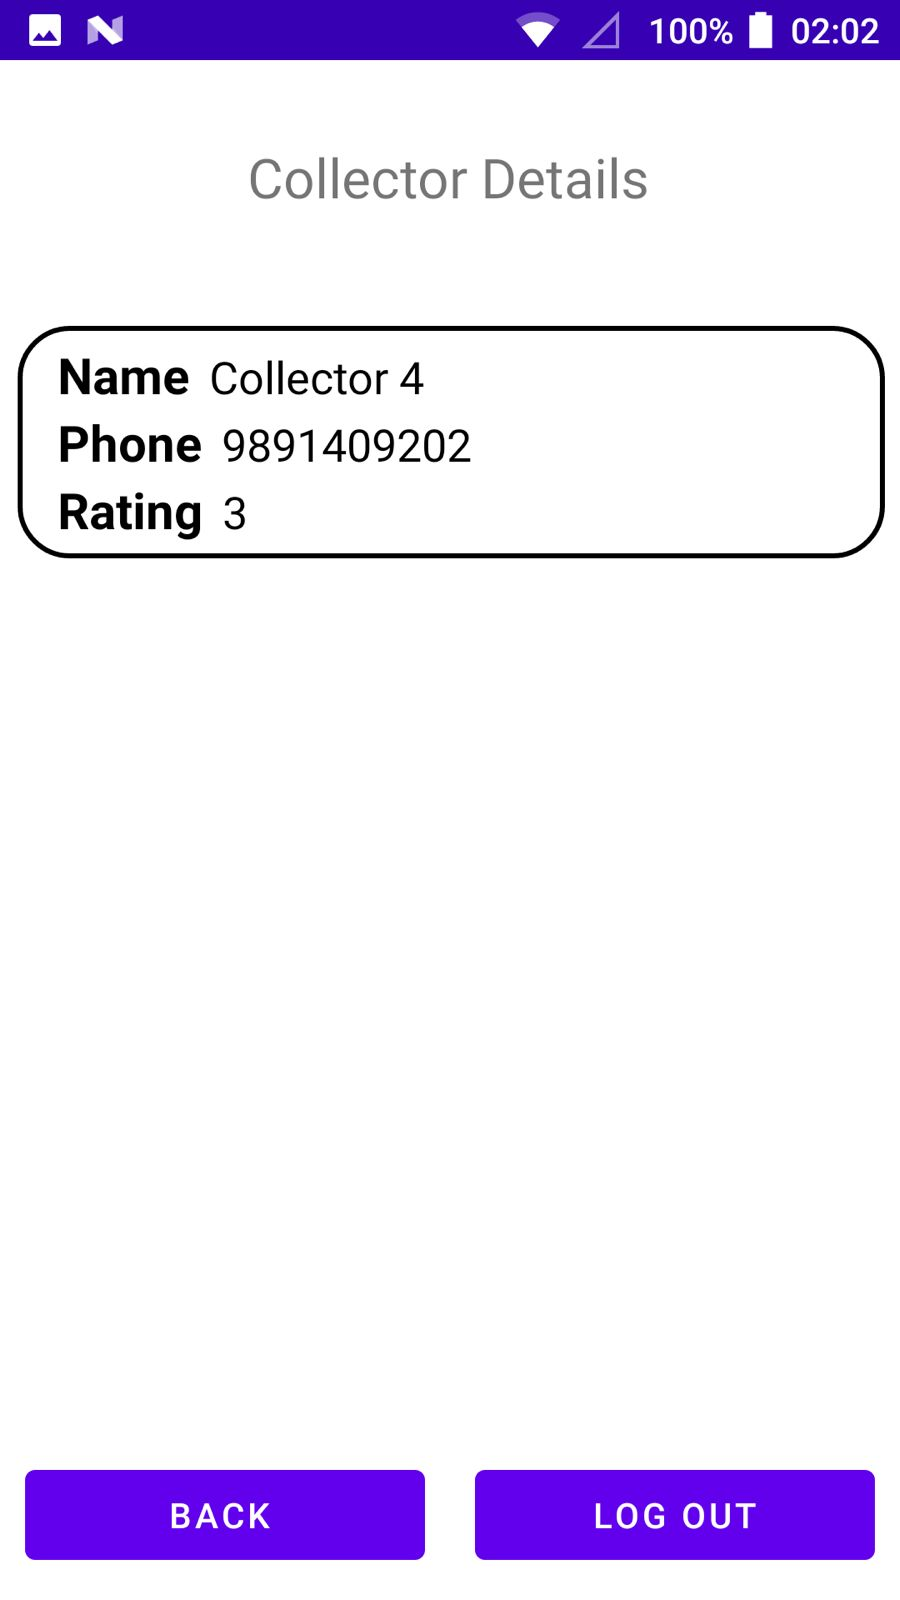 100% 02:02
Collector Details
Name Collector 4
Phone 9891409202
Rating 3
BACK LOG OUT